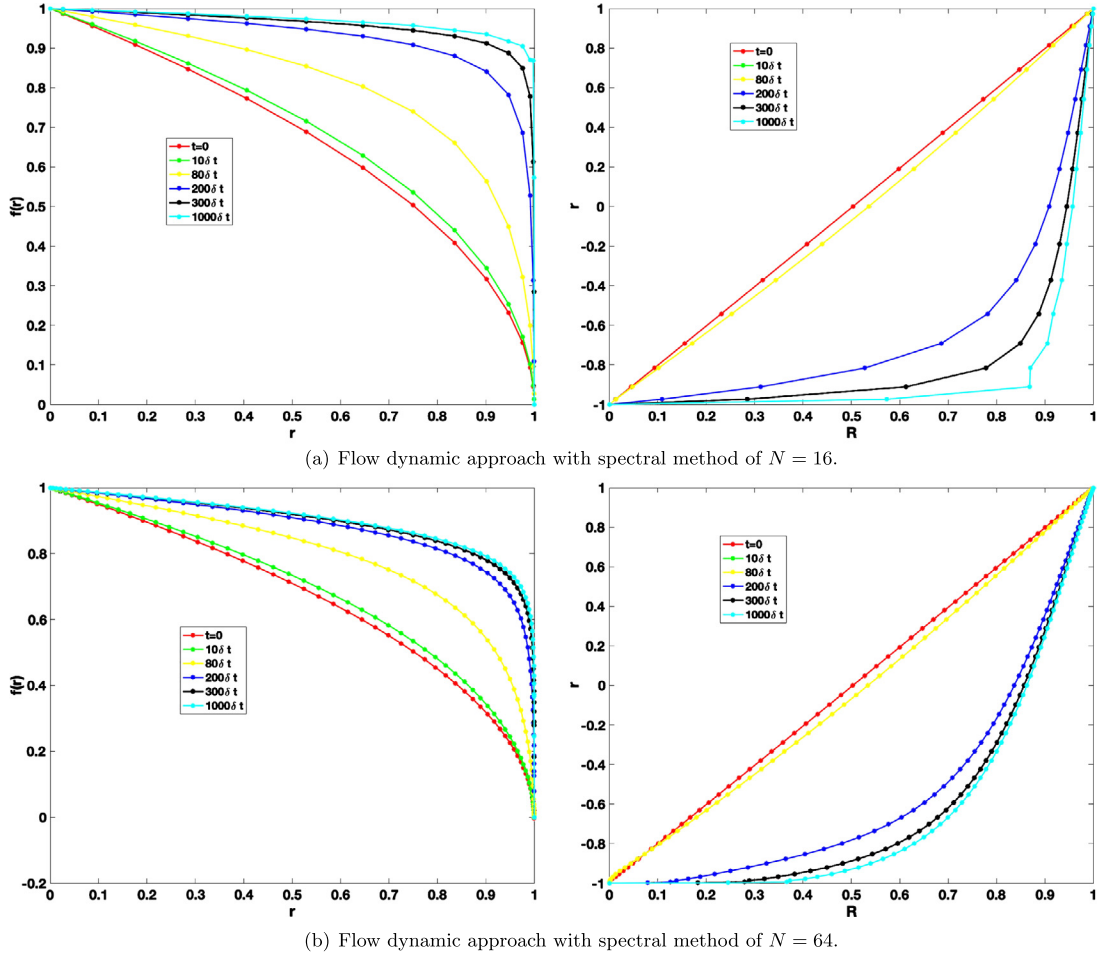 1
0.9
0.8
0.7
0.6
0.5
0.4
0.3
0.2
0.1
0
f(r)
t=0
10δ t
80δ t
200δ t
300δ t
1000δ t
0 0.1 0.2 0.3 0.4 0.5 0.6 0.7 0.8 0.9 1
r
1
0.8
0.6
0.4
0.2
0
-0.2
-0.4
-0.6
-0.8
-1
r
t=0
10δ t
80δ t
200δ t
300δ t
1000δ t
0 0.1 0.2 0.3 0.4 0.5 0.6 0.7 0.8 0.9 1
R
(a) Flow dynamic approach with spectral method of N = 16.
1
0.8
0.6
0.4
0.2
0
-0.2
f(r)
t=0
10δ t
80δ t
200δ t
300δ t
1000δ t
0 0.1 0.2 0.3 0.4 0.5 0.6 0.7 0.8 0.9 1
r
1
0.8
0.6
0.4
0.2
0
-0.2
-0.4
-0.6
-0.8
-1
r
t=0
10δ t
80δ t
200δ t
300δ t
1000δ t
0 0.1 0.2 0.3 0.4 0.5 0.6 0.7 0.8 0.9 1
R
(b) Flow dynamic approach with spectral method of N = 64.